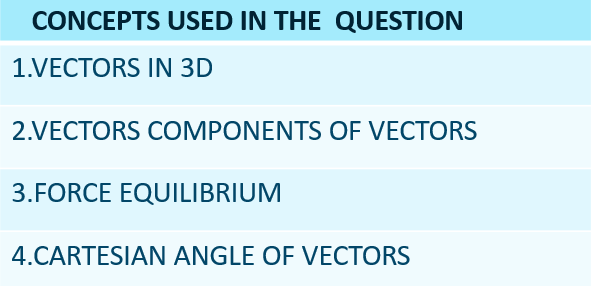 CONCEPTS USED IN THE QUESTION
1.VECTORS IN 3D
2.VECTORS COMPONENTS OF VECTORS
3.FORCE EQUILIBRIUM
4.CARTESIAN ANGLE OF VECTORS